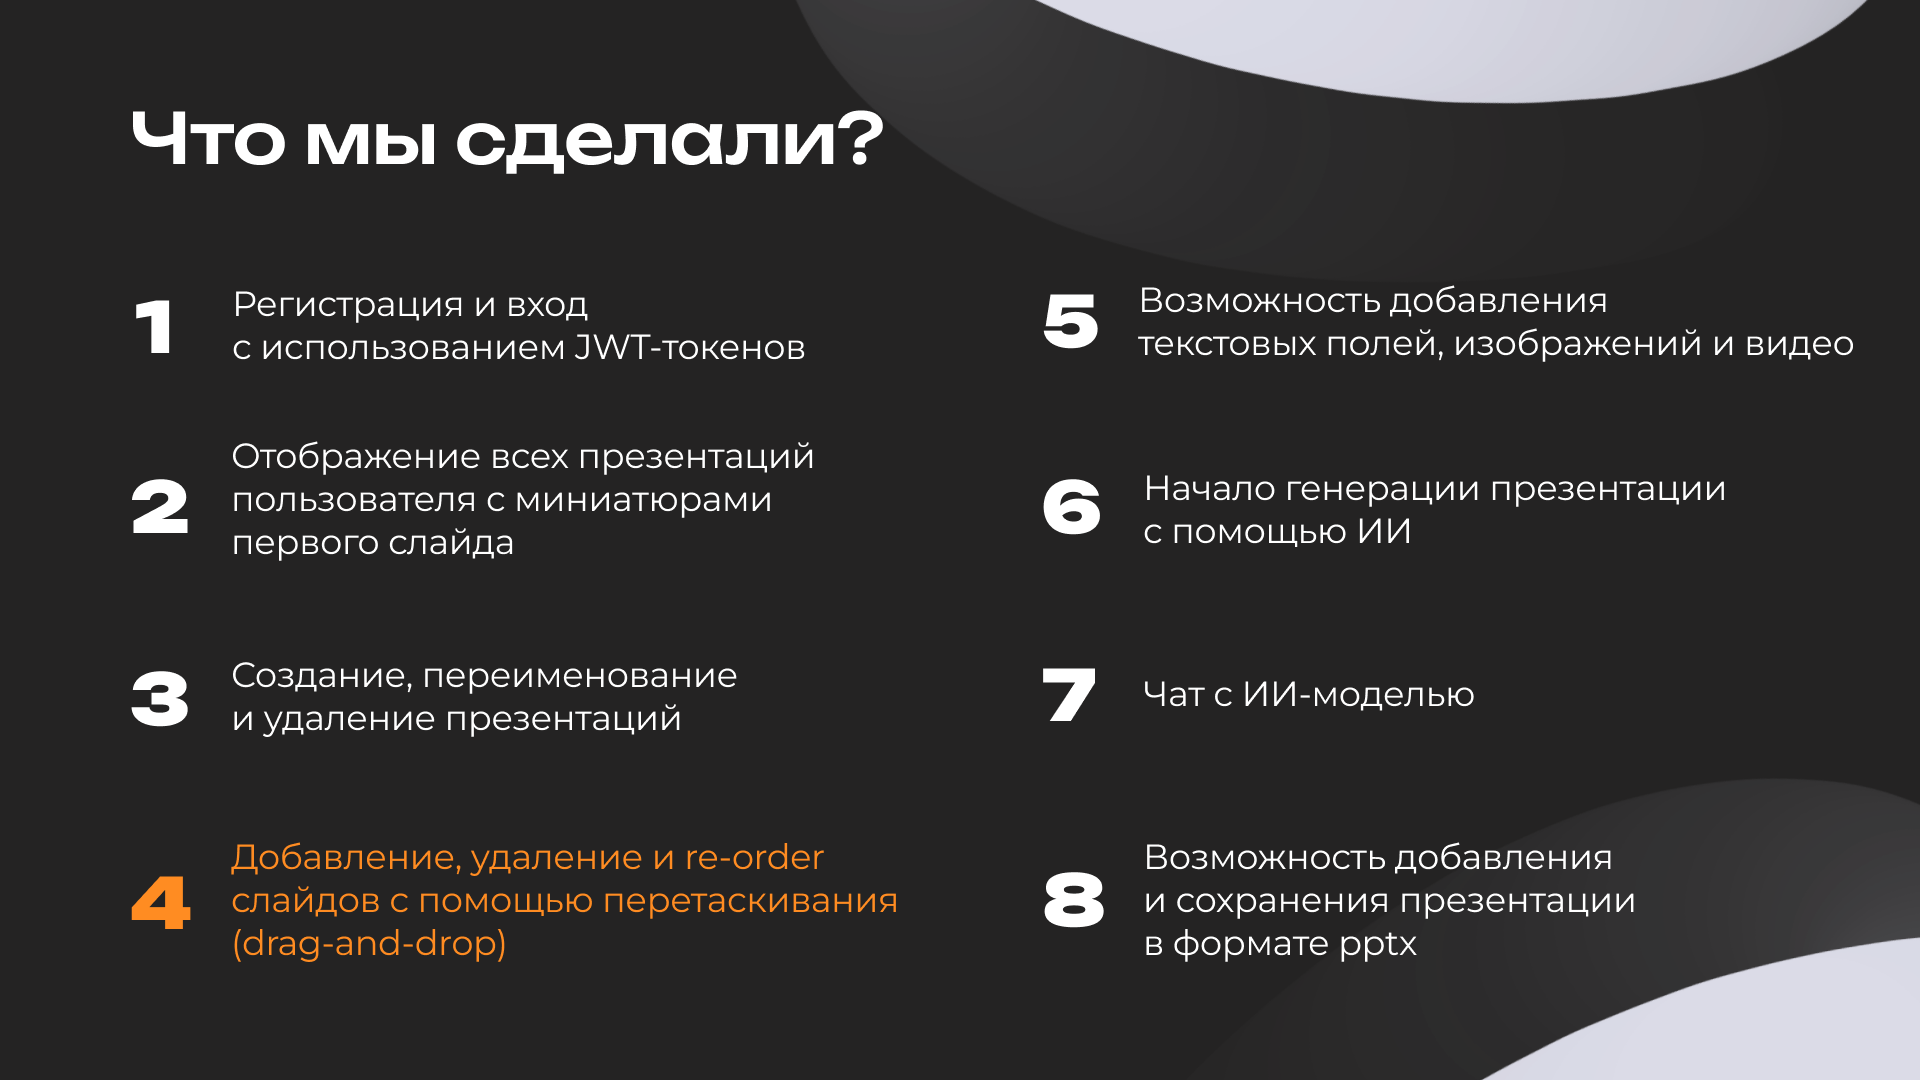 Что мы сделали?
1
Регистрация и вход
с использованием JWT-токенов
2
Отображение всех презентаций
пользователя с миниатюрами
первого слайда
3
Создание, переименование
и удаление презентаций
4
Добавление, удаление и re-order
слайдов с помощью перетаскивания
(drag-and-drop)
5
Возможность добавления
текстовых полей, изображений и видео
6
Начало генерации презентации
с помощью ИИ
7
Чат с ИИ-моделью
8
Возможность добавления
и сохранения презентации
в формате pptx